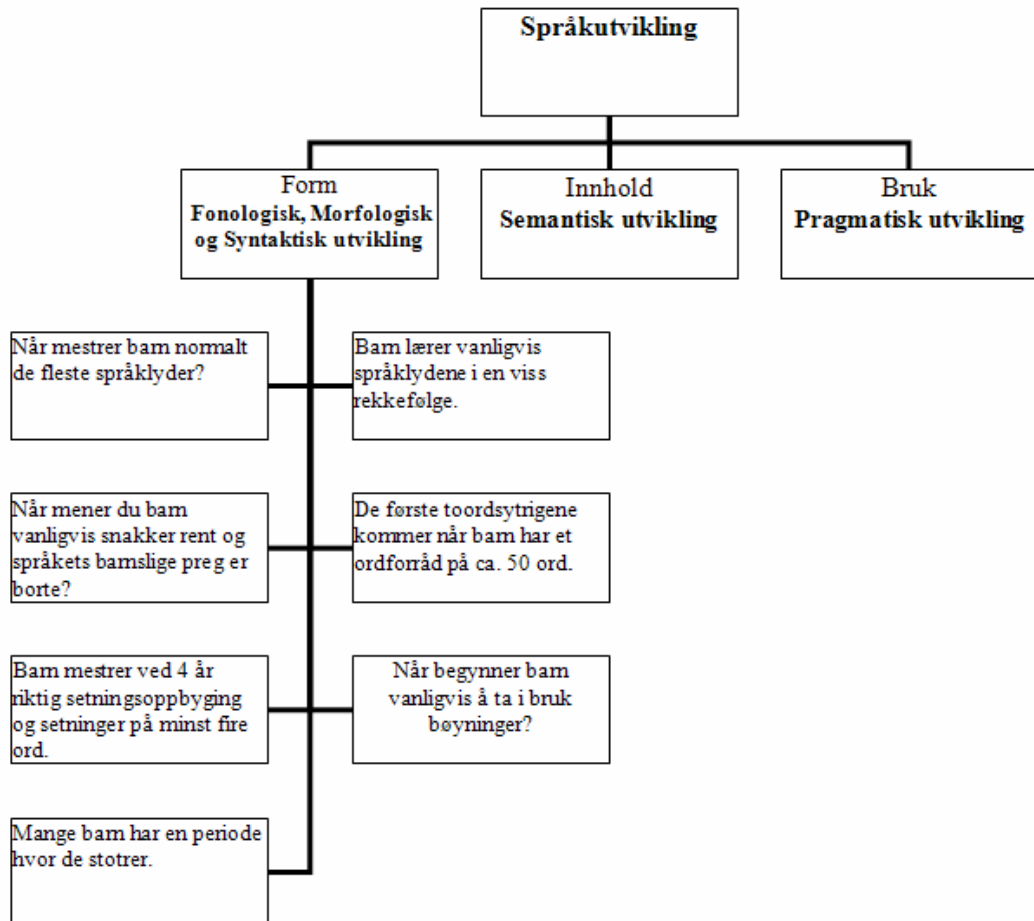 Språkutvikling
Form
Fonologisk, Morfologisk
og Syntaktisk utvikling
Innhold
Semantisk utvikling
Bruk
Pragmatisk utvikling
Når mestrer barn normalt
de fleste språklyder?
Barn lærer vanligvis
språklydene i en viss
rekkefølge.
Når mener du barn
vanligvis snakker rent og
språkets barnslige preg er
borte?
De første toordsytrigene
kommer når barn har et
ordforråd på ca. 50 ord.
Barn mestrer ved 4 år
riktig setningsoppbyging
og setninger på minst fire
ord.
Når begynner barn
vanligvis å ta i bruk
bøyninger?
Mange barn har en periode
hvor de stotrer.